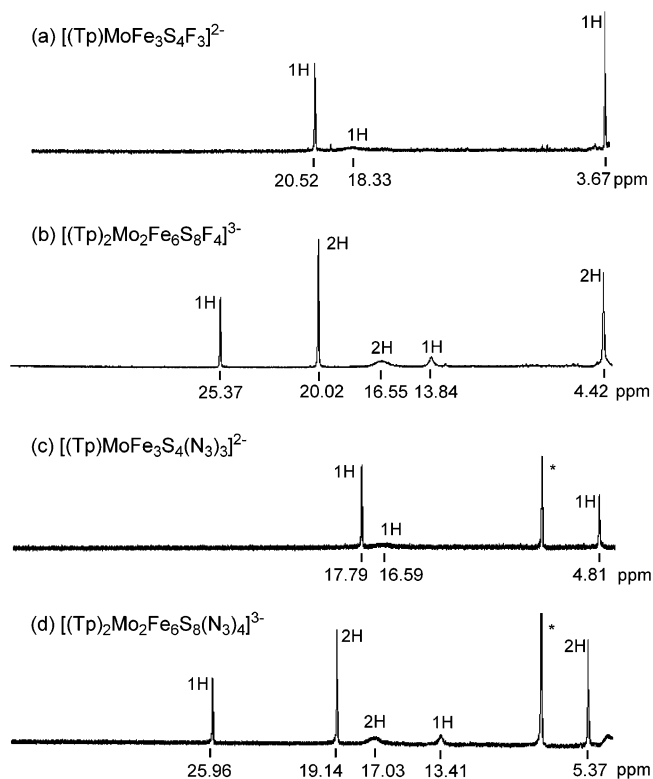 (a) [(Tp)MoFe3S4F3]2-
1H
1H
1H
20.52 18.33 3.67 ppm
(b) [(Tp)2Mo2Fe6S8F4]3-
1H
2H
2H
1H
2H
25.37 20.02 16.55 13.84 4.42 ppm
(c) [(Tp)MoFe3S4(N3)3]2-
1H
1H
*
1H
17.79 16.59 4.81 ppm
(d) [(Tp)2Mo2Fe6S8(N3)4]3-
1H
2H
2H
1H
*
2H
25.96 19.14 17.03 13.41 5.37 ppm